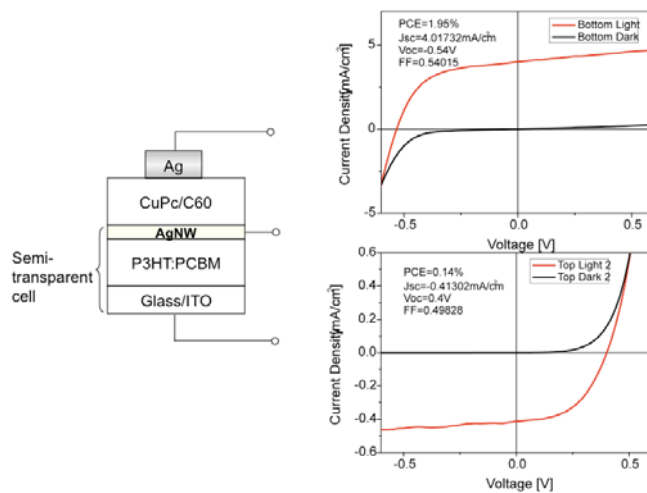 Ag
CuPc/C60
AgNW
P3HT:PCBM
Glass/ITO
Semi-
transparent
cell
PCE=1.95%
Jsc=4.01732mA/cm²
Voc=-0.54V
FF=0.54015
Bottom Light
Bottom Dark
Current Density[mA/cm²]
5
0
-5
-0.5 0.0 0.5
Voltage [V]
PCE=0.14%
Jsc=-0.41302mA/cm²
Voc=0.4V
FF=0.49828
Top Light 2
Top Dark 2
Current Density[mA/cm²]
0.6
0.4
0.2
0.0
-0.2
-0.4
-0.6
-0.5 0.0 0.5
Voltage [V]